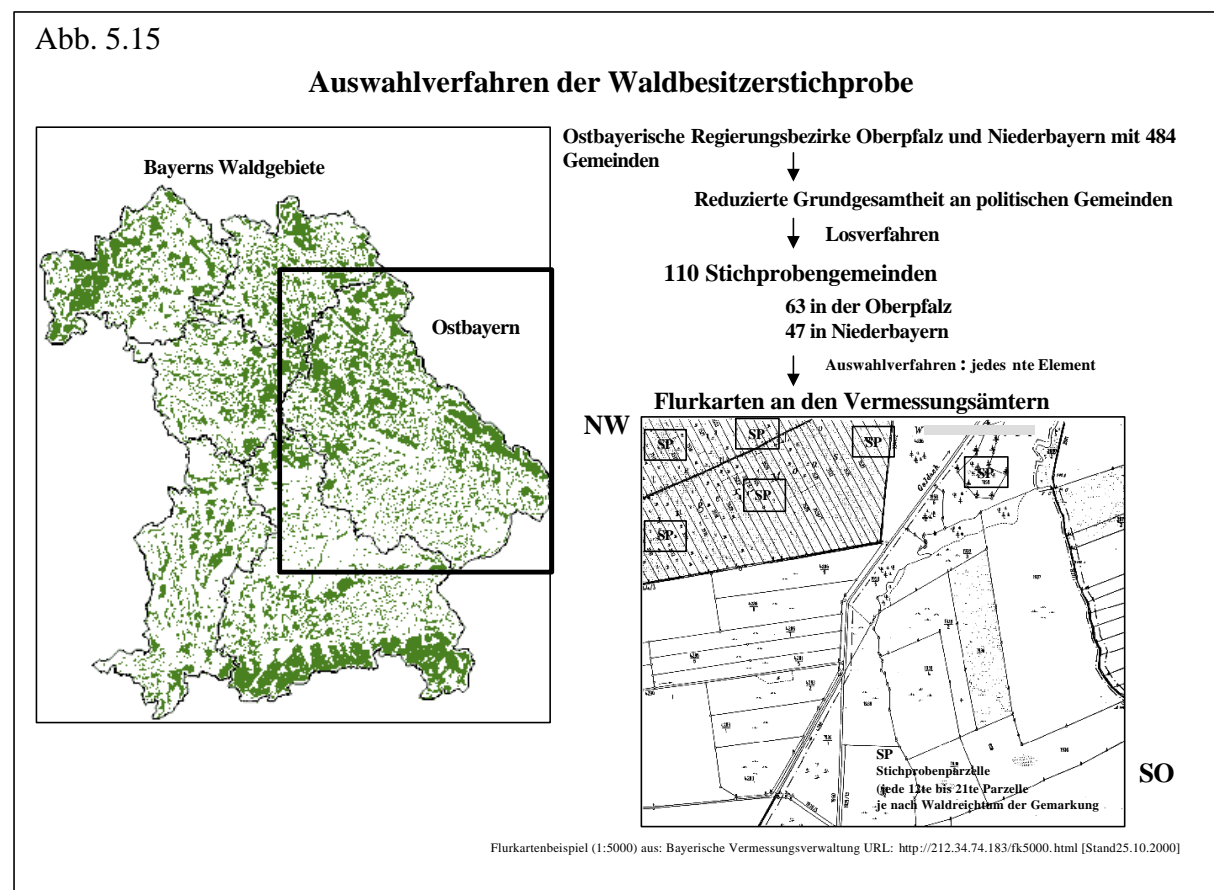 Abb. 5.15
Auswahlverfahren der Waldbesitzerstichprobe
Bayerns Waldgebiete
Ostbayern
Ostbayerische Regierungsbezirke Oberpfalz und Niederbayern mit 484
Gemeinden
Reduzierte Grundgesamtheit an politischen Gemeinden
Losverfahren
110 Stichprobengemeinden
63 in der Oberpfalz
47 in Niederbayern
Auswahlverfahren : jedes nte Element
Flurkarten an den Vermessungsämtern
NW
SP
SP
SP
SP
SP
SP
W
SP
Stichprobenparzelle
(jede 12te bis 21te Parzelle
je nach Waldreichtum der Gemarkung
SO
Flurkartenbeispiel (1:5000) aus: Bayerische Vermessungsverwaltung URL: http://212.34.74.183/fk5000.html [Stand25.10.2000]